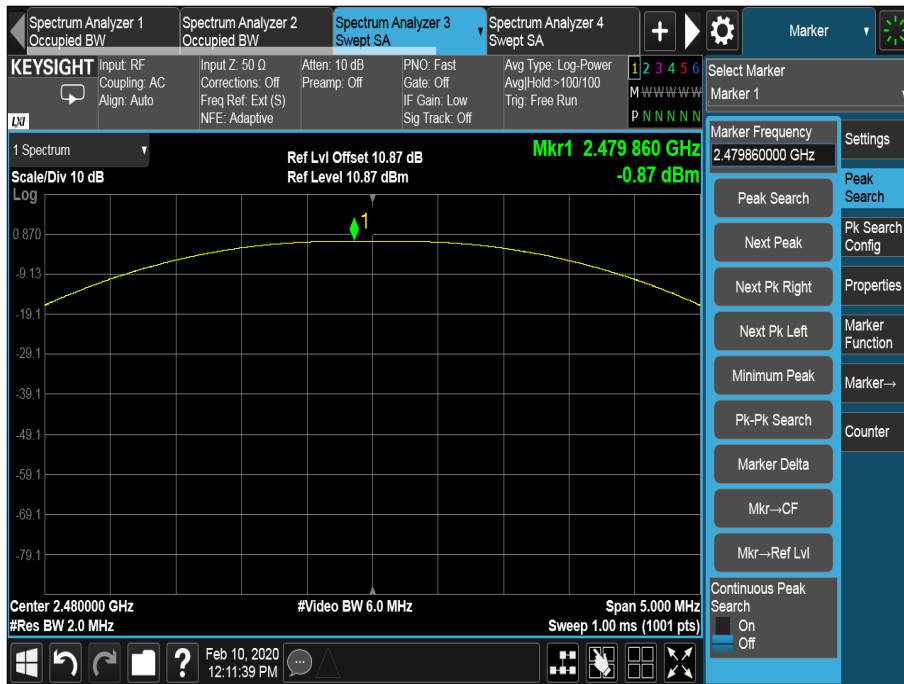 Spectrum Analyzer 1
Occupied BW
Spectrum Analyzer 2
Occupied BW
Spectrum Analyzer 3
Swept SA
Spectrum Analyzer 4
Swept SA
+
Marker
KEYSIGHT
LXI
Input: RF
Coupling: AC
Align: Auto
Input Z: 50 Ω
Corrections: Off
Freq Ref: Ext (S)
NFE: Adaptive
Atten: 10 dB
Preamp: Off
PNO: Fast
Gate: Off
IF Gain: Low
Sig Track: Off
Avg Type: Log-Power
Avg|Hold:>100/100
Trig: Free Run
1 2 3 4 5 6
M W W W W W
P N N N N N
Select Marker
Marker 1
1 Spectrum
Scale/Div 10 dB
Log
Ref Lvl Offset 10.87 dB
Ref Level 10.87 dBm
Mkr1 2.479 860 GHz
-0.87 dBm
1
0.870
-9.13
-19.1
-29.1
-39.1
-49.1
-59.1
-69.1
-79.1
Center 2.480000 GHz
#Res BW 2.0 MHz
#Video BW 6.0 MHz
Span 5.000 MHz
Sweep 1.00 ms (1001 pts)
Marker Frequency
2.479860000 GHz
Peak Search
Next Peak
Next Pk Right
Next Pk Left
Minimum Peak
Pk-Pk Search
Marker Delta
Mkr→CF
Mkr→Ref Lvl
Continuous Peak
Search
On
Off
Settings
Peak
Search
Pk Search
Config
Properties
Marker
Function
Marker→
Counter
?
Feb 10, 2020
12:11:39 PM